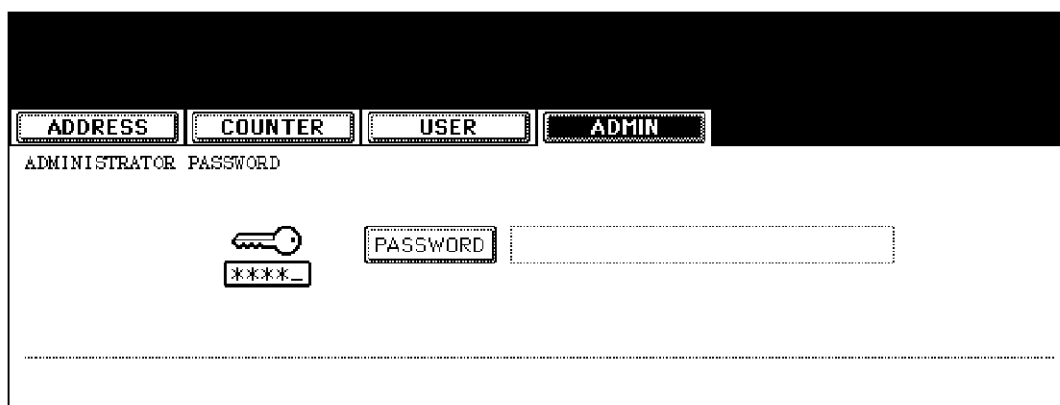 ADDRESS COUNTER USER ADMIN
ADMINISTRATOR PASSWORD
PASSWORD
****_